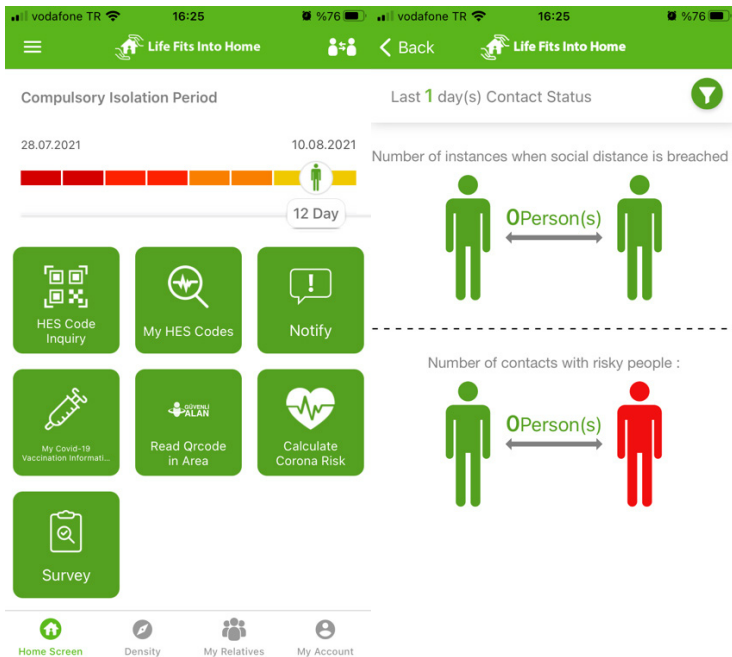 vodafone TR
16:25
%76
Life Fits Into Home
Compulsory Isolation Period
28.07.2021
10.08.2021
12 Day
HES Code
Inquiry
My HES Codes
Notify
My Covid-19
Vaccination Informati...
GÜVENLİ
ALAN
Read Qrcode
in Area
Calculate
Corona Risk
Survey
Home Screen
Density
My Relatives
My Account
vodafone TR
16:25
%76
Back
Life Fits Into Home
Last 1 day(s) Contact Status
Number of instances when social distance is breached
0Person(s)
Number of contacts with risky people :
0Person(s)